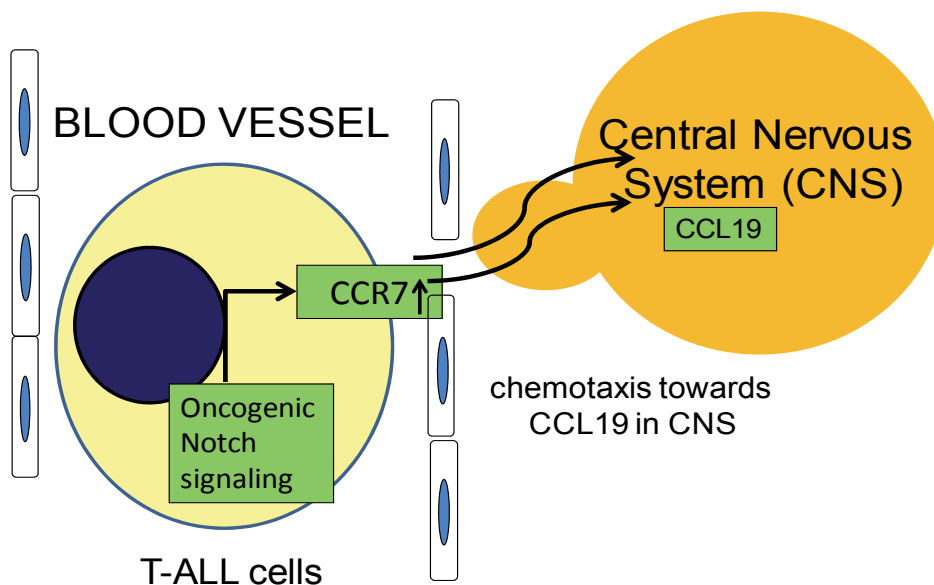 BLOOD VESSEL
Central Nervous
System (CNS)
CCL19
CCR7
Oncogenic
Notch
signaling
chemotaxis towards
CCL19 in CNS
T-ALL cells